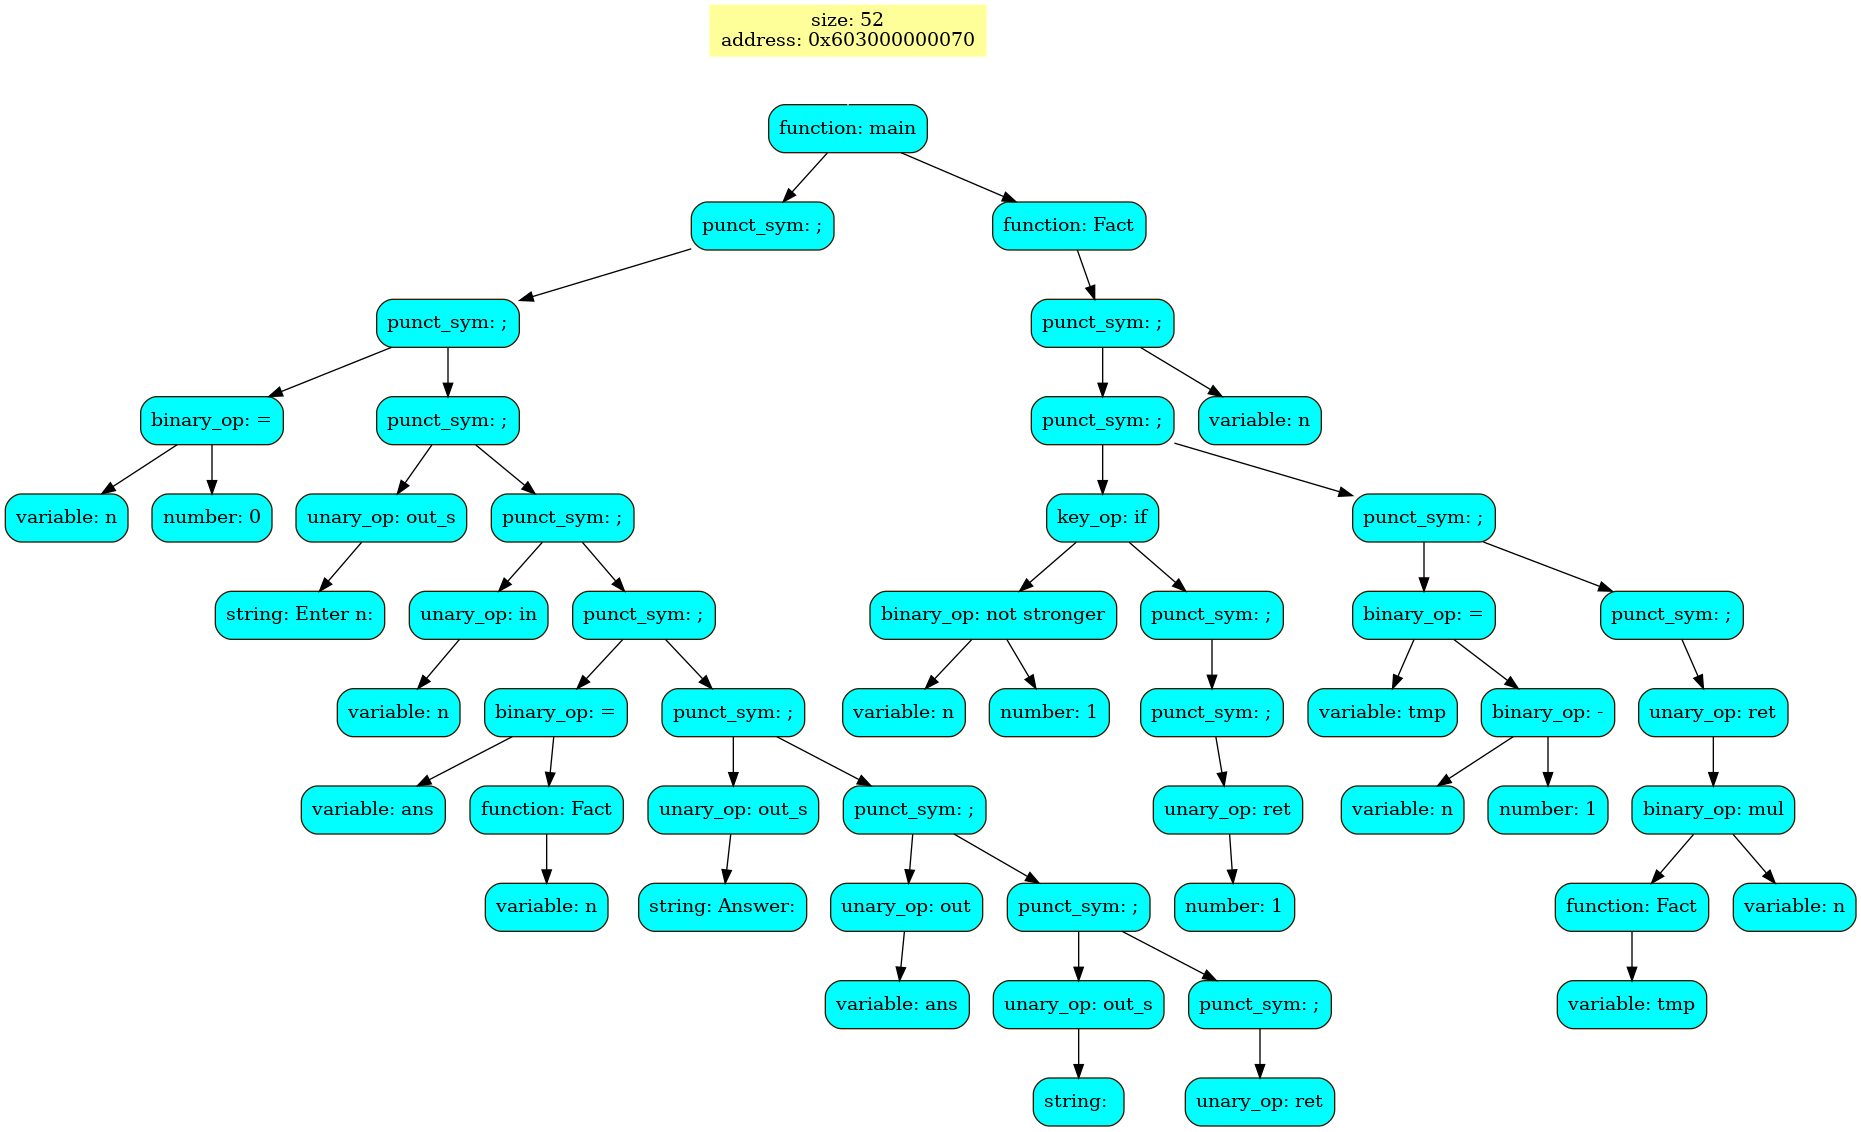 size: 52
address: 0x603000000070
function: main
punct_sym: ;
function: Fact
punct_sym: ;
punct_sym: ;
binary_op: =
punct_sym: ;
punct_sym: ;
variable: n
variable: n
number: 0
unary_op: out_s
punct_sym: ;
key_op: if
punct_sym: ;
string: Enter n:
unary_op: in
punct_sym: ;
binary_op: not stronger
punct_sym: ;
binary_op: =
punct_sym: ;
variable: n
binary_op: =
punct_sym: ;
variable: n
number: 1
punct_sym: ;
variable: tmp
binary_op: -
unary_op: ret
variable: ans
function: Fact
unary_op: out_s
punct_sym: ;
unary_op: ret
variable: n
number: 1
binary_op: mul
variable: n
string: Answer:
unary_op: out
punct_sym: ;
number: 1
function: Fact
variable: n
variable: ans
unary_op: out_s
punct_sym: ;
variable: tmp
string:
unary_op: ret